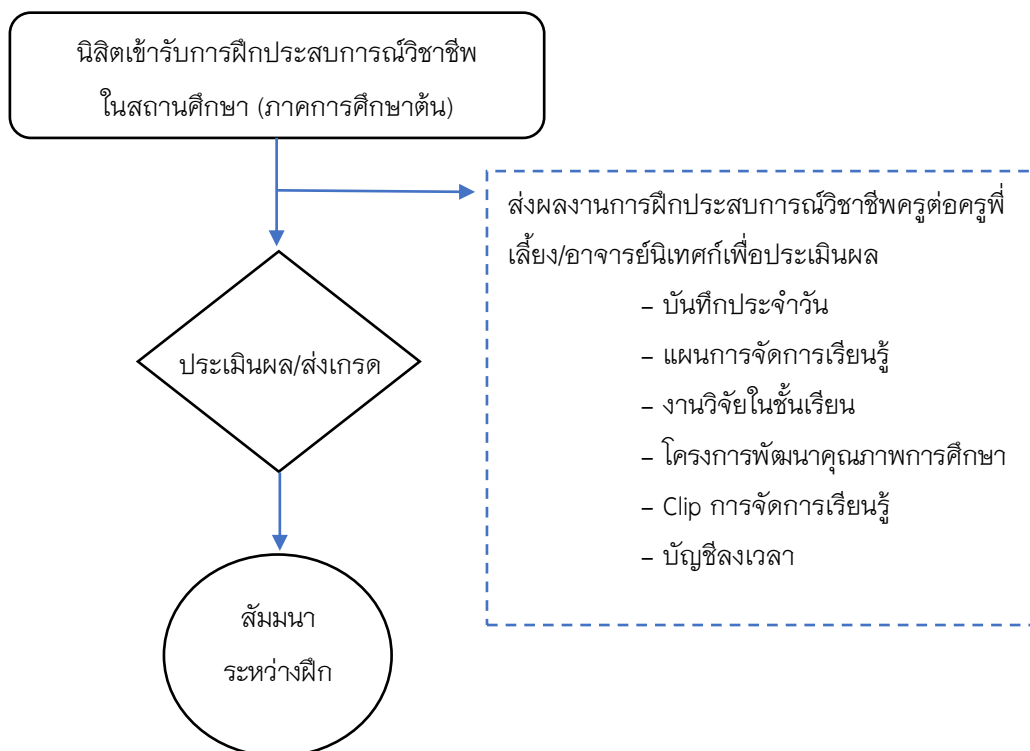 นิสิตเข้ารับการฝึกประสบการณ์วิชาชีพ
ในสถานศึกษา (ภาคการศึกษาต้น)
ส่งผลงานการฝึกประสบการณ์วิชาชีพครูต่อครูพี่
เลี้ยง/อาจารย์นิเทศก์เพื่อประเมินผล
– บันทึกประจำวัน
– แผนการจัดการเรียนรู้
– งานวิจัยในชั้นเรียน
– โครงการพัฒนาคุณภาพการศึกษา
– Clip การจัดการเรียนรู้
– บัญชีลงเวลา
ประเมินผล/ส่งเกรด
สัมมนา
ระหว่างฝึก